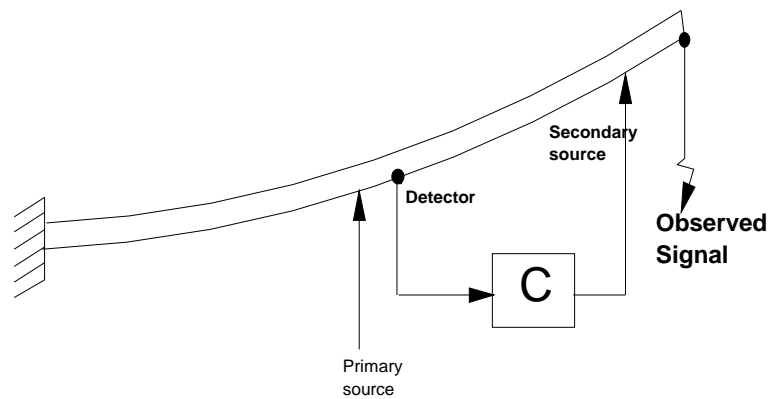 Secondary
source
Detector
Observed
Signal
C
Primary
source